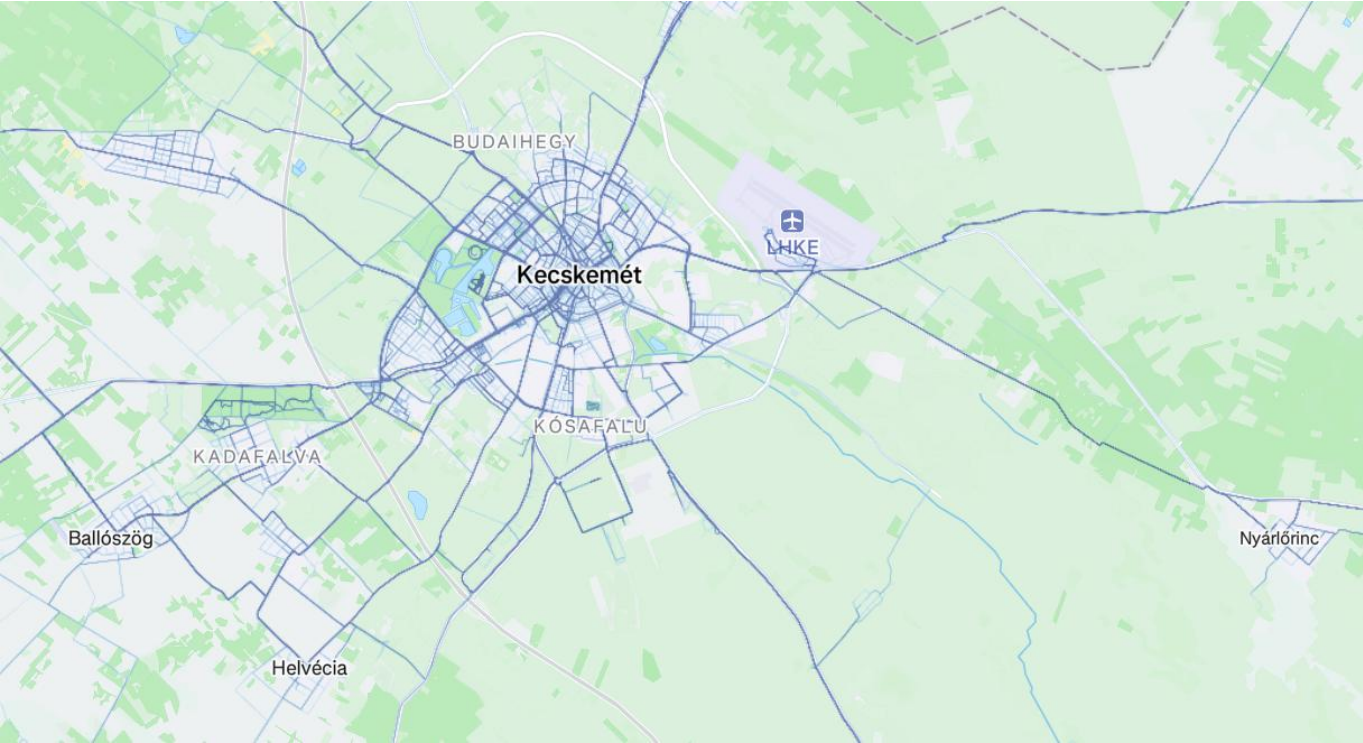 BUDAIHEGY
LHKE
Kecskemét
KÓSAFALU
KADAFALVA
Ballószög
Nyárlőrinc
Helvécia